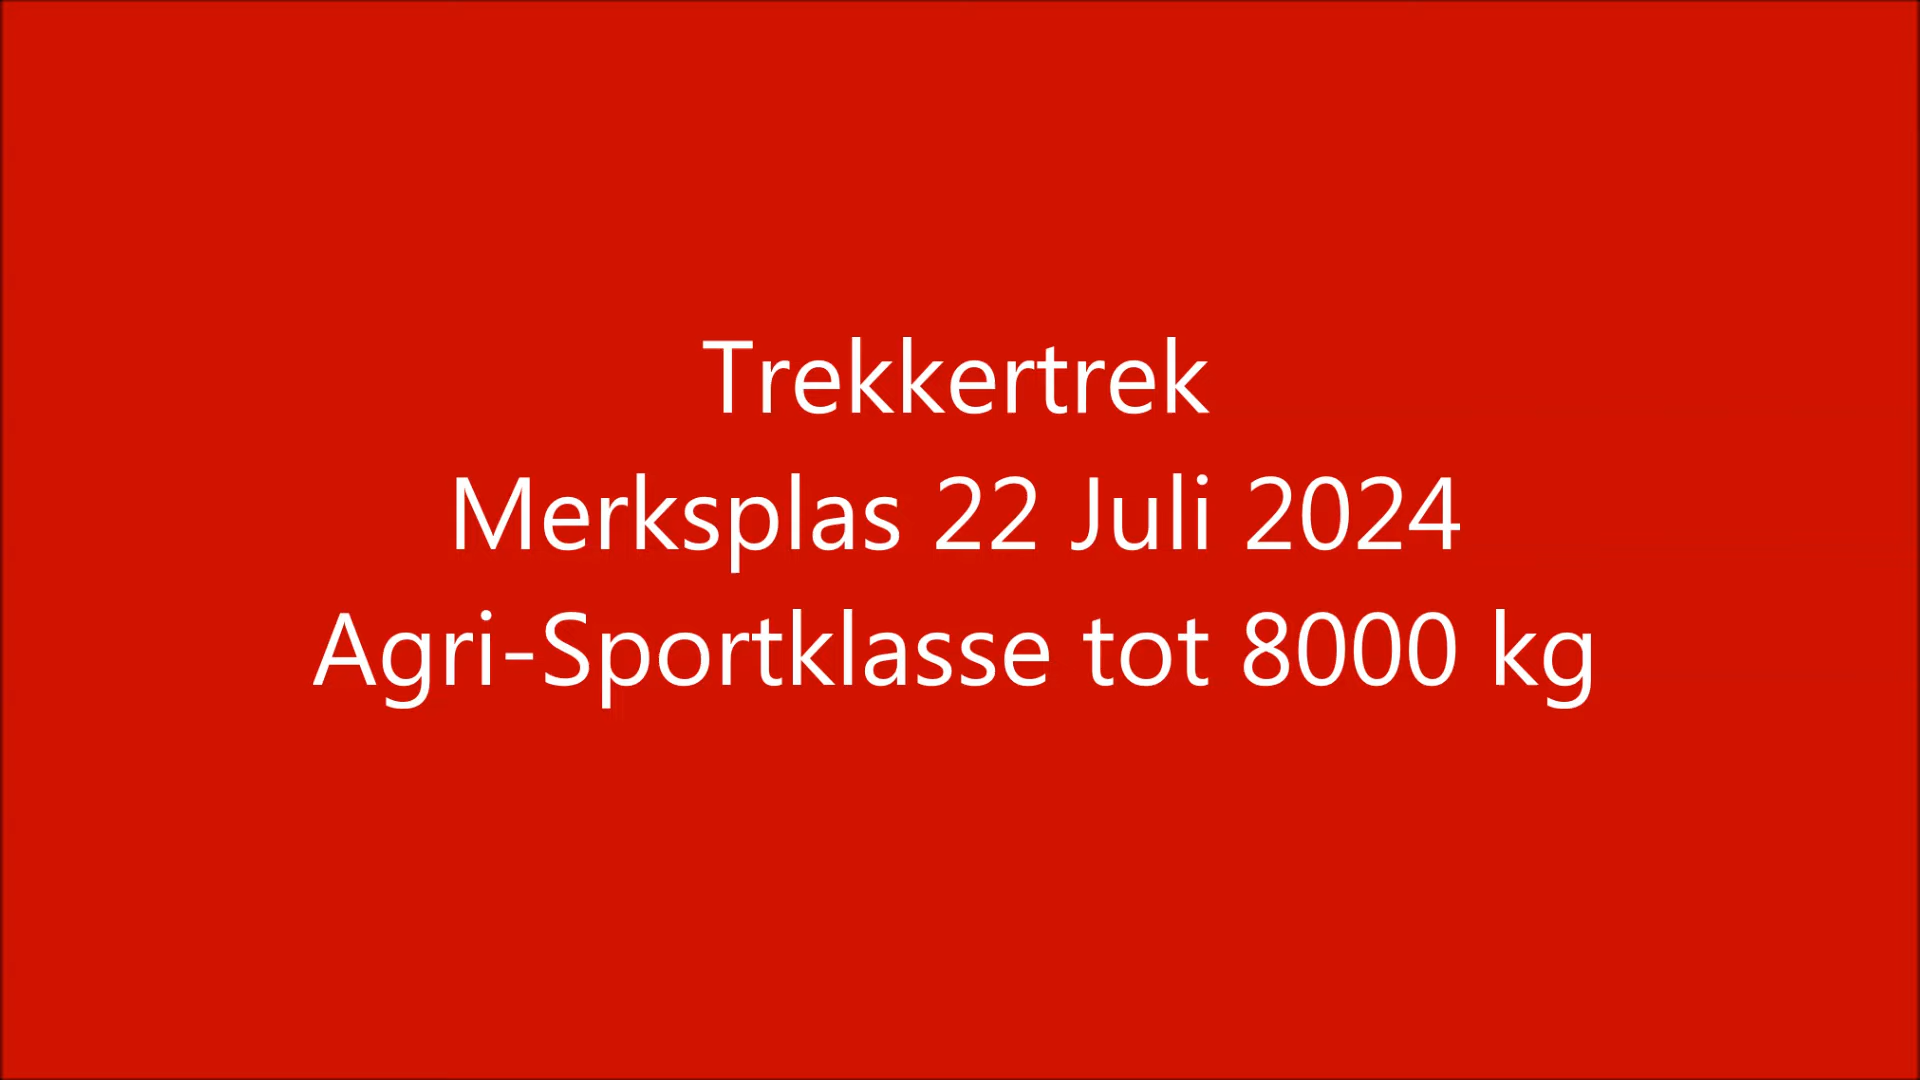 Trekkertrek
Merksplas 22 Juli 2024
Agri-Sportklasse tot 8000 kg